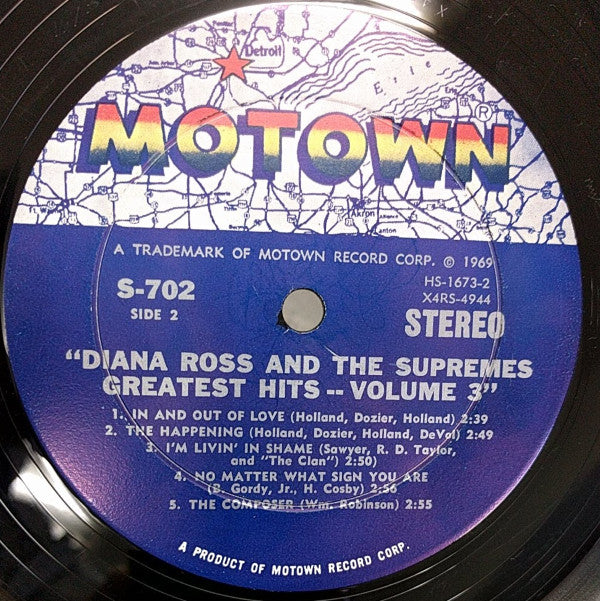 Detroit
Erie
MOTOWN®
Akron
A TRADEMARK OF MOTOWN RECORD CORP. © 1969
S-702
HS-1673-2
X4RS-4944
SIDE 2
STEREO
"DIANA ROSS AND THE SUPREMES
GREATEST HITS -- VOLUME 3"
1. IN AND OUT OF LOVE (Holland, Dozier, Holland) 2:39
2. THE HAPPENING (Holland, Dozier, Holland, DeVol) 2:49
3. I'M LIVIN' IN SHAME (Sawyer, R. D. Taylor,
and "The Clan") 2:50)
4. NO MATTER WHAT SIGN YOU ARE
(B. Gordy, Jr., H. Cosby) 2:56
5. THE COMPOSER (Wm. Robinson) 2:55
A PRODUCT OF MOTOWN RECORD CORP.